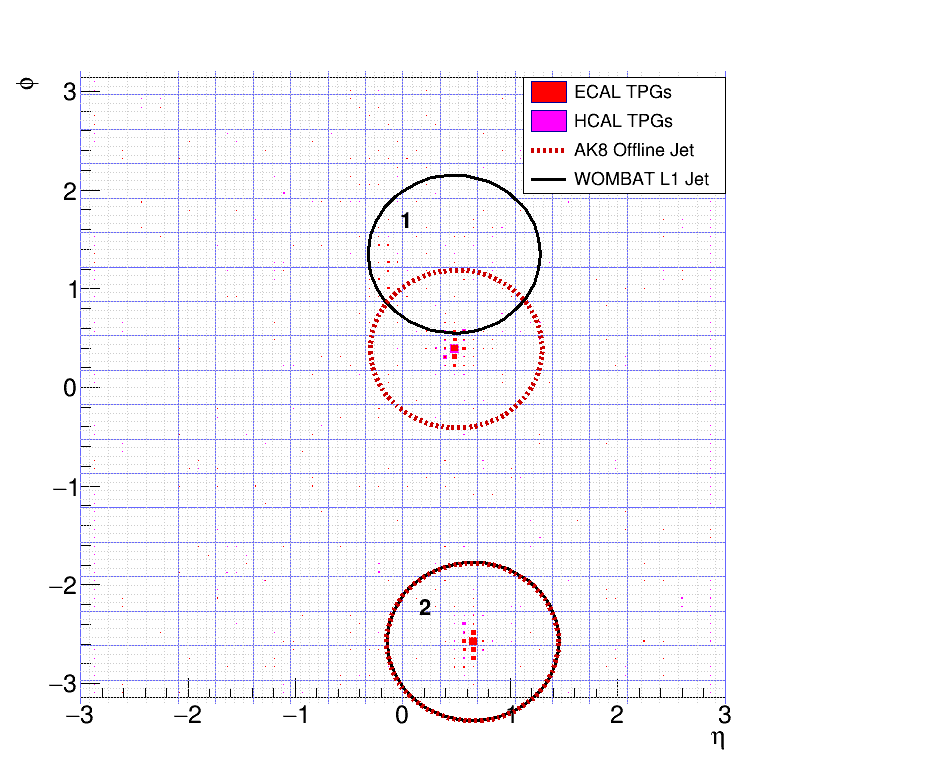 ϕ
3
2
1
0
−1
−2
−3
ECAL TPGs
HCAL TPGs
AK8 Offline Jet
WOMBAT L1 Jet
1
2
−3 −2 −1 0 1 2 3
η